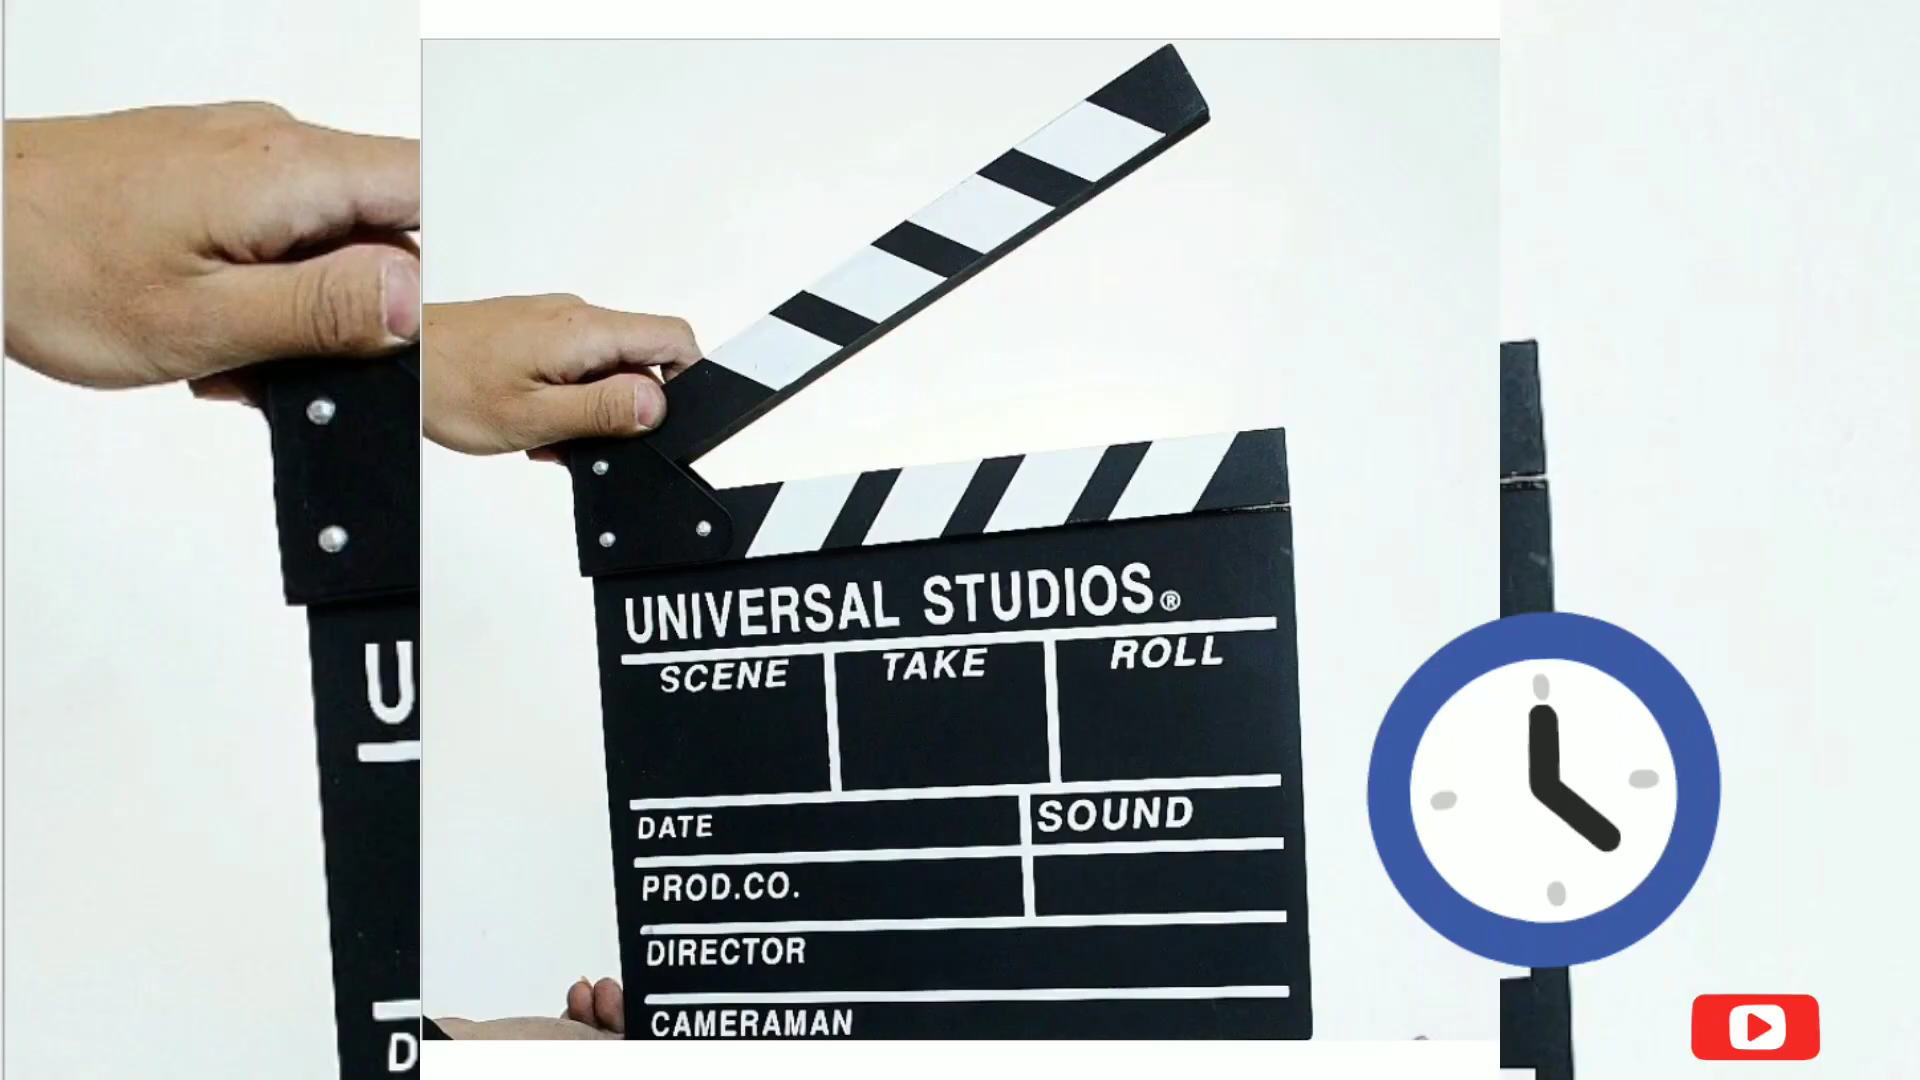 UNIVERSAL STUDIOS®
SCENE TAKE ROLL
DATE SOUND
PROD.CO.
DIRECTOR
CAMERAMAN
U
D